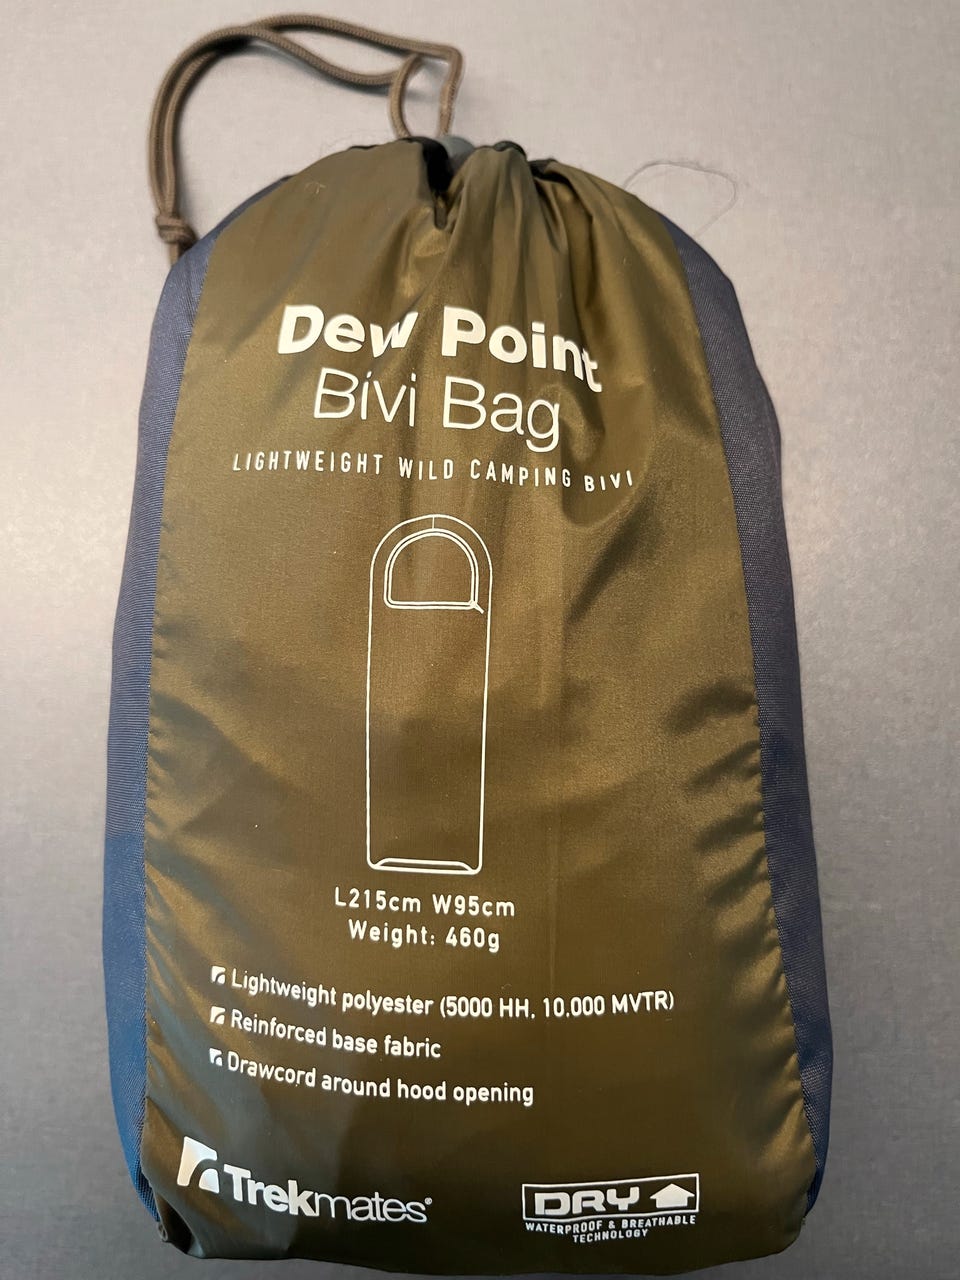 Dew Point
Bivi Bag
LIGHTWEIGHT WILD CAMPING BIVI
L215cm W95cm
Weight: 460g
Lightweight polyester (5000 HH, 10.000 MVTR)
Reinforced base fabric
Drawcord around hood opening
Trekmates®
DRY
WATERPROOF & BREATHABLE
TECHNOLOGY